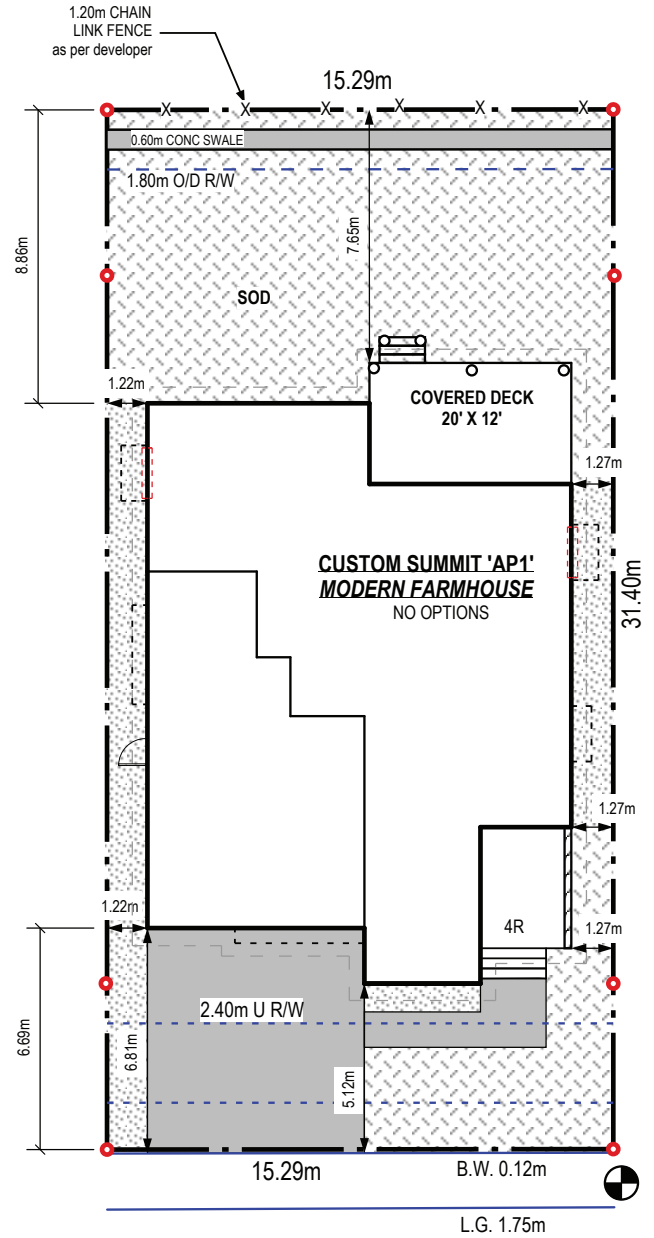 1.20m CHAIN
LINK FENCE
as per developer
15.29m
X X X X X X
0.60m CONC SWALE
1.80m O/D R/W
7.65m
8.86m
SOD
1.22m
COVERED DECK
20' X 12'
1.27m
CUSTOM SUMMIT 'AP1'
MODERN FARMHOUSE
NO OPTIONS
31.40m
1.27m
1.22m
4R
1.27m
2.40m U R/W
6.69m
6.81m
5.12m
15.29m
B.W. 0.12m
L.G. 1.75m